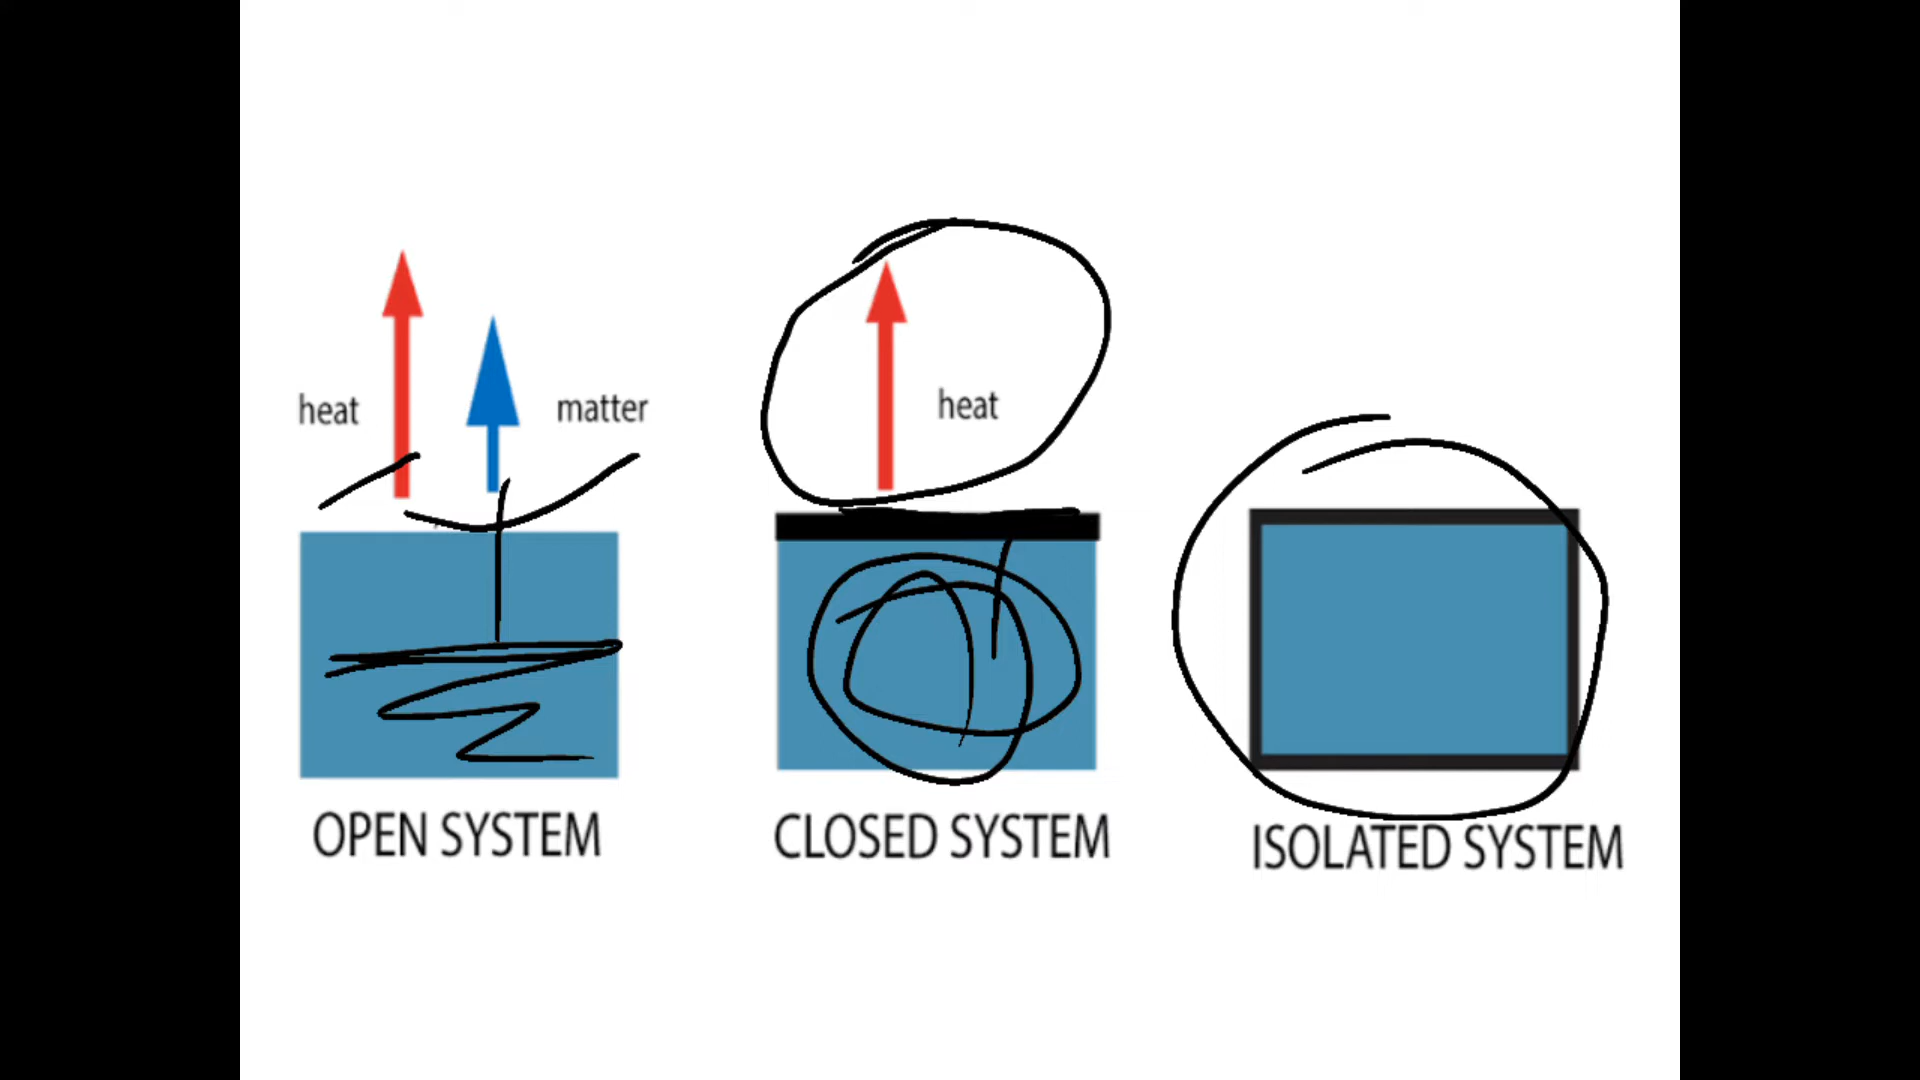 heat
matter
heat
OPEN SYSTEM
CLOSED SYSTEM
ISOLATED SYSTEM